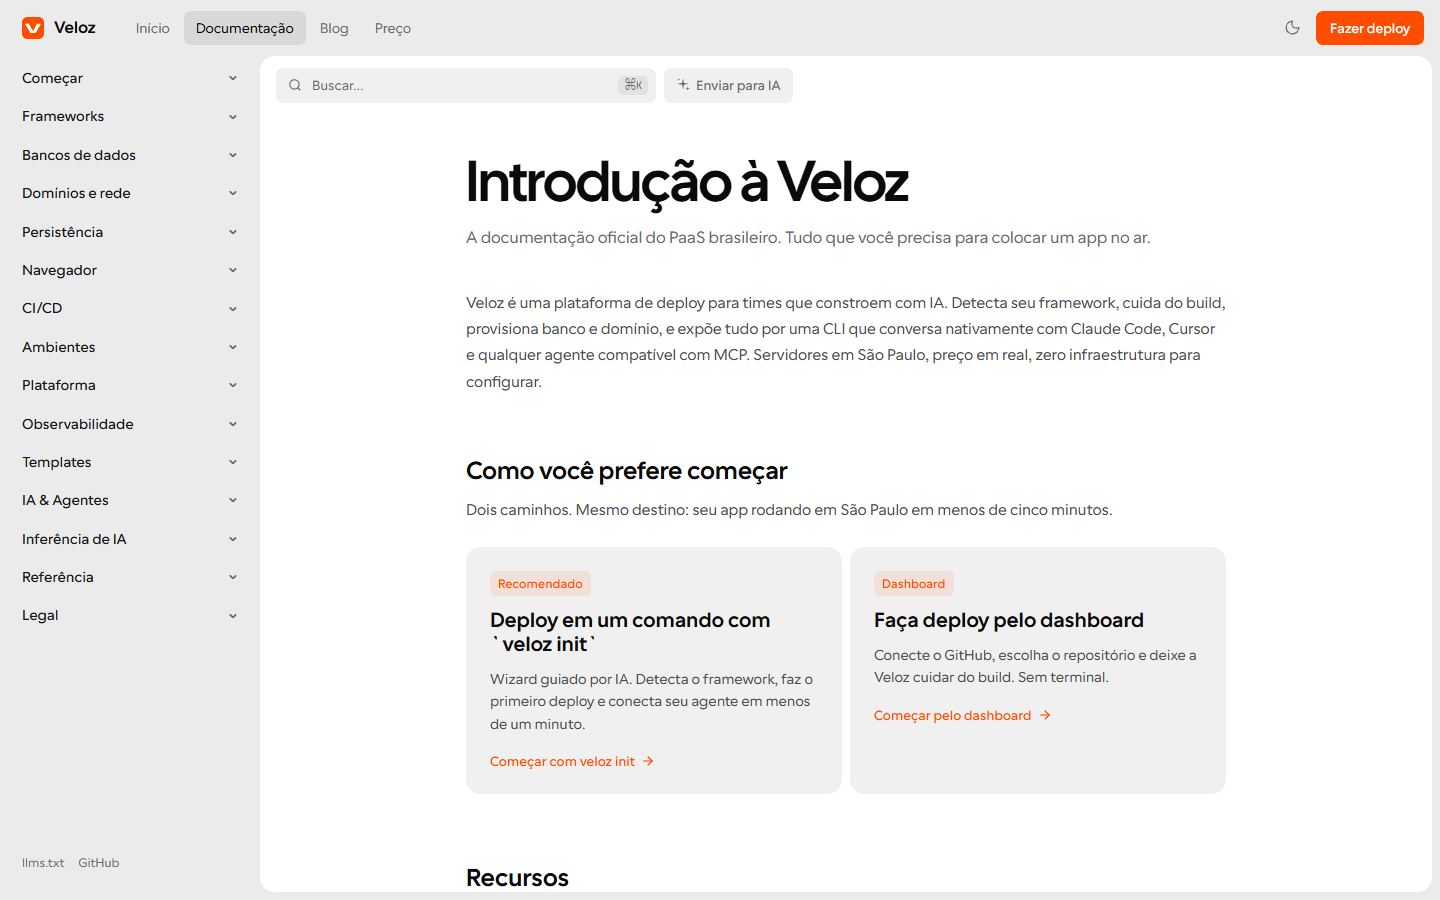 Veloz
Início
Documentação
Blog
Preço
Fazer deploy
Começar
Frameworks
Bancos de dados
Domínios e rede
Persistência
Navegador
CI/CD
Ambientes
Plataforma
Observabilidade
Templates
IA & Agentes
Inferência de IA
Referência
Legal
llms.txt
GitHub
Buscar...
⌘K
Enviar para IA
Introdução à Veloz
A documentação oficial do PaaS brasileiro. Tudo que você precisa para colocar um app no ar.
Veloz é uma plataforma de deploy para times que constroem com IA. Detecta seu framework, cuida do build,
provisiona banco e domínio, e expõe tudo por uma CLI que conversa nativamente com Claude Code, Cursor
e qualquer agente compatível com MCP. Servidores em São Paulo, preço em real, zero infraestrutura para
configurar.
Como você prefere começar
Dois caminhos. Mesmo destino: seu app rodando em São Paulo em menos de cinco minutos.
Recomendado
Deploy em um comando com
`veloz init`
Wizard guiado por IA. Detecta o framework, faz o
primeiro deploy e conecta seu agente em menos
de um minuto.
Começar com veloz init →
Dashboard
Faça deploy pelo dashboard
Conecte o GitHub, escolha o repositório e deixe a
Veloz cuidar do build. Sem terminal.
Começar pelo dashboard →
Recursos